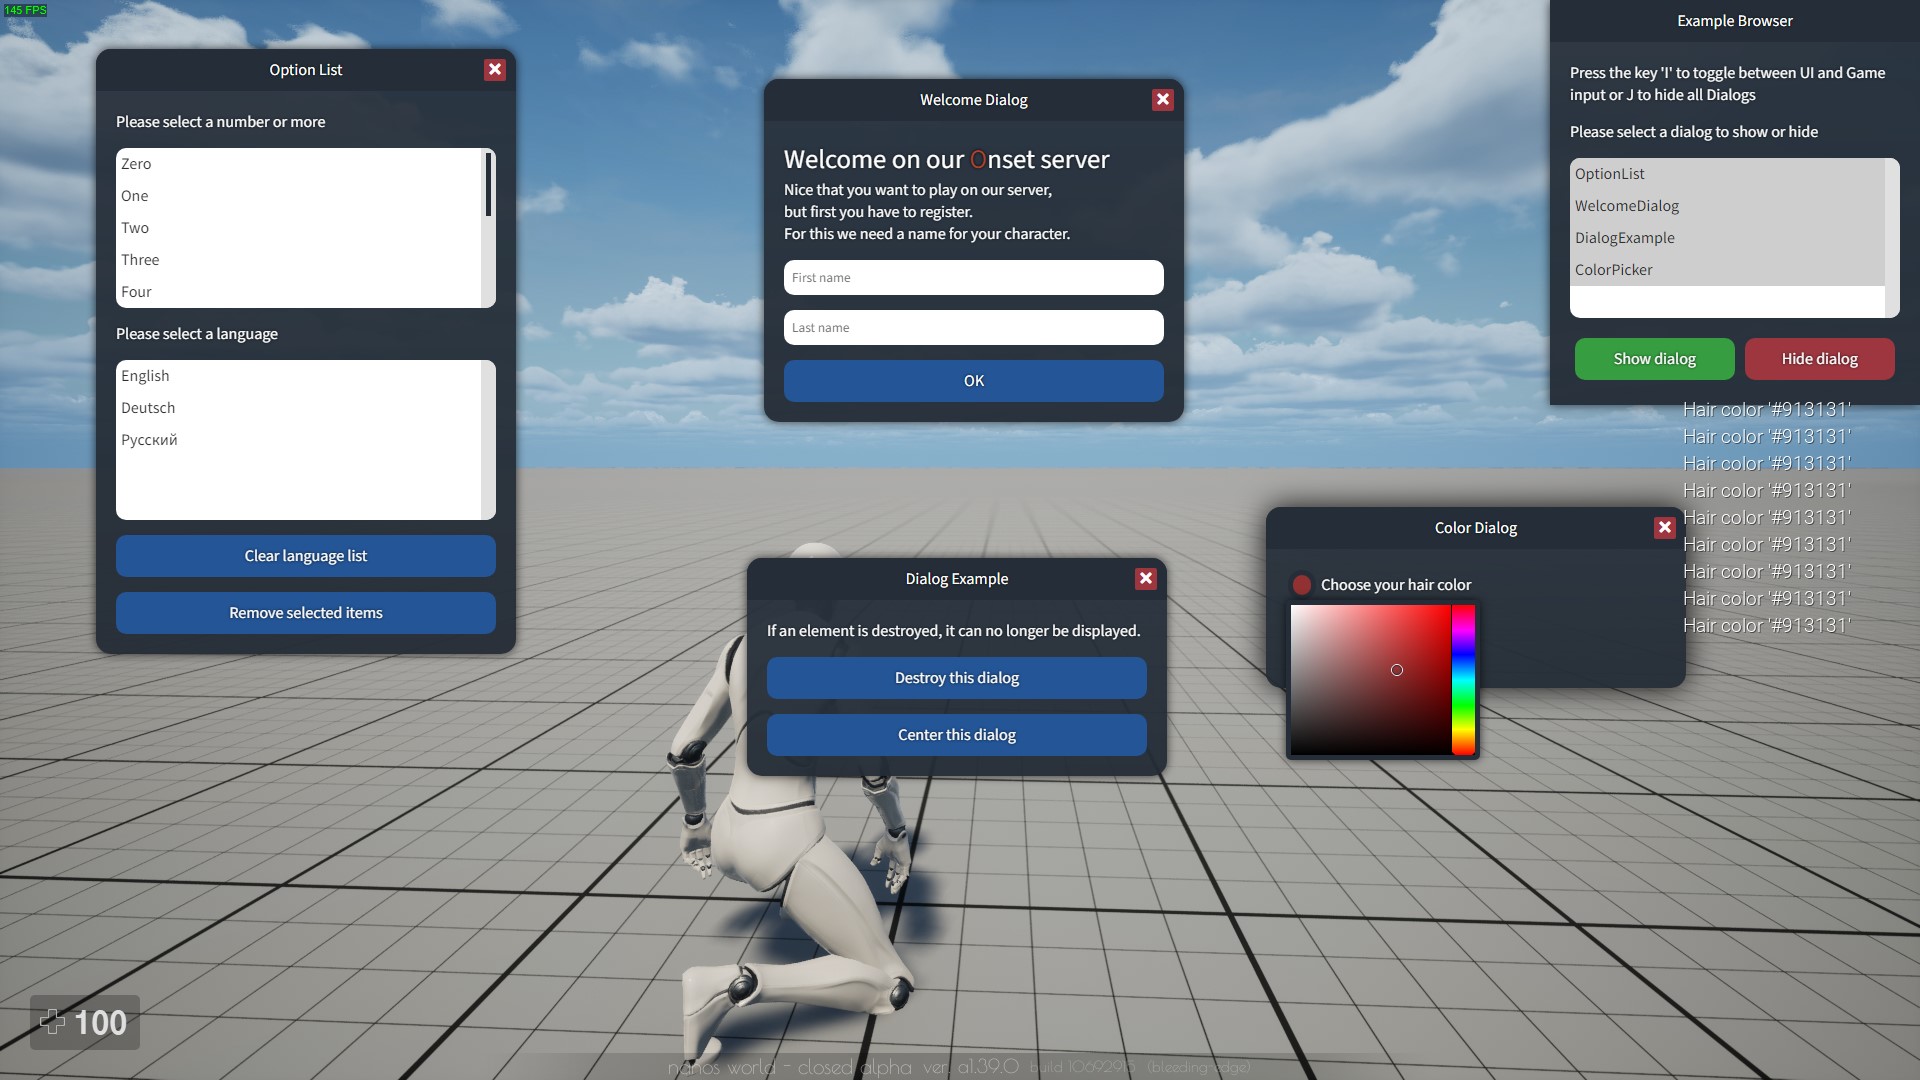 145 FPS
Option List
Please select a number or more
Zero
One
Two
Three
Four
Please select a language
English
Deutsch
Русский
Clear language list
Remove selected items
Welcome Dialog
Welcome on our Onset server
Nice that you want to play on our server,
but first you have to register.
For this we need a name for your character.
First name
Last name
OK
Dialog Example
If an element is destroyed, it can no longer be displayed.
Destroy this dialog
Center this dialog
Example Browser
Press the key 'I' to toggle between UI and Game
input or J to hide all Dialogs
Please select a dialog to show or hide
OptionList
WelcomeDialog
DialogExample
ColorPicker
Show dialog
Hide dialog
Hair color '#913131'
Hair color '#913131'
Hair color '#913131'
Hair color '#913131'
Hair color '#913131'
Hair color '#913131'
Hair color '#913131'
Hair color '#913131'
Hair color '#913131'
Color Dialog
Choose your hair color
100
nanos world - closed alpha ver. a1.39.0 build (bleeding-edge)